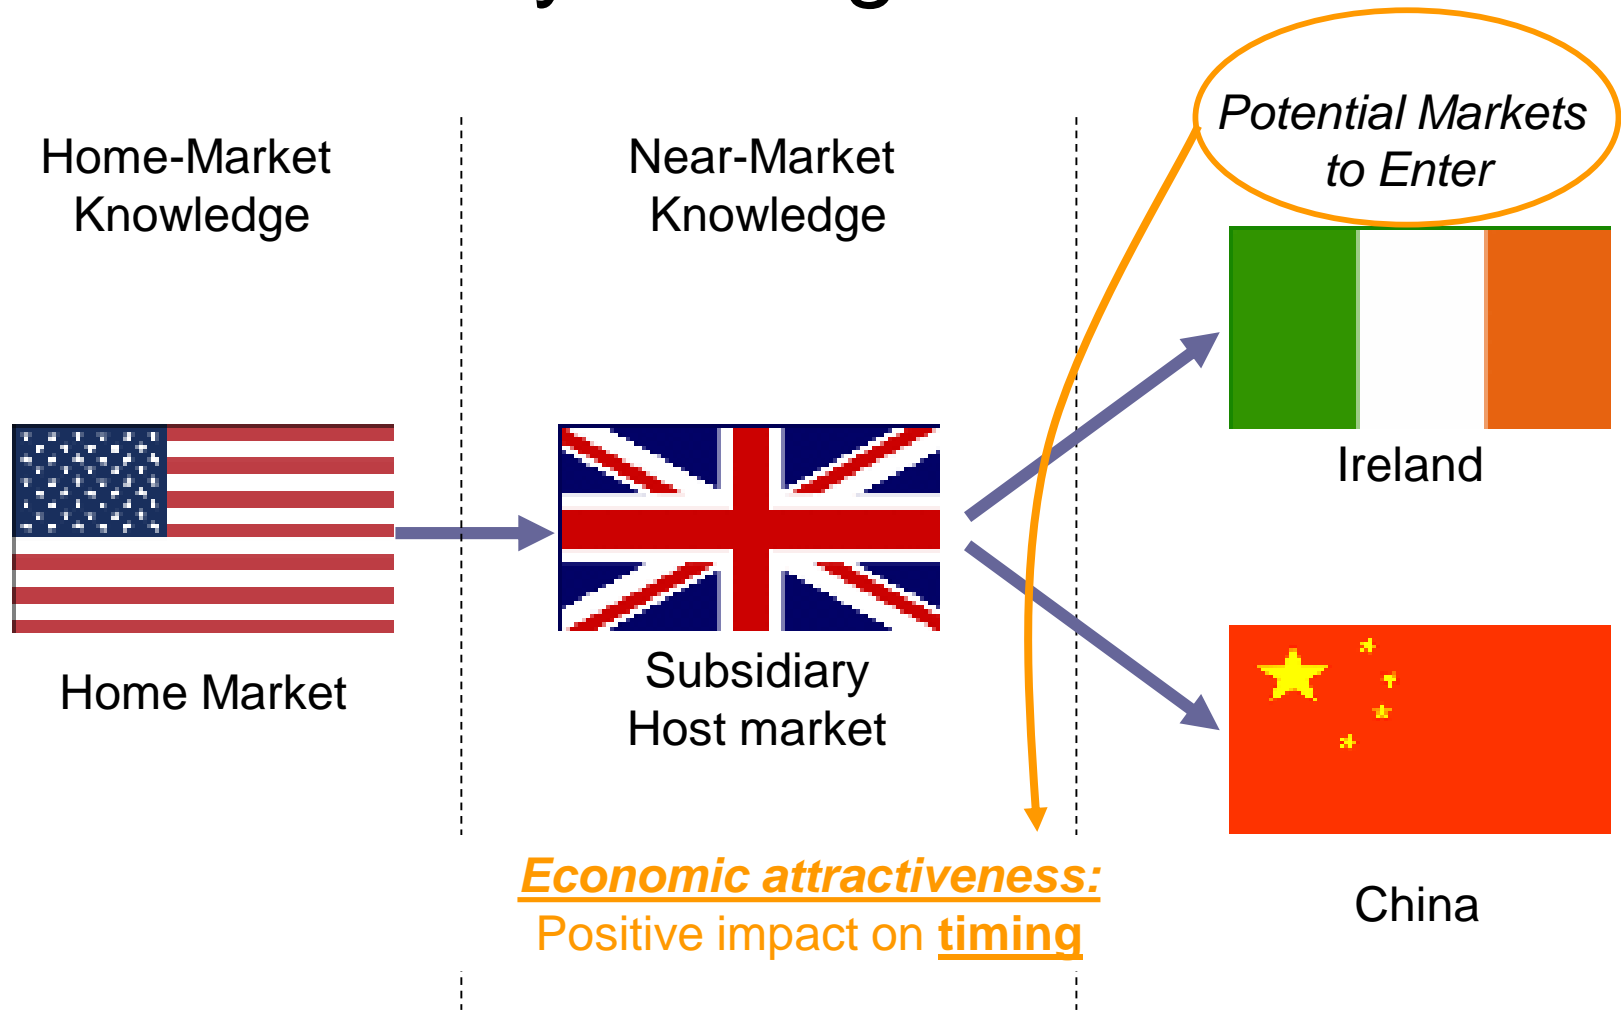 Home-Market
Knowledge
Near-Market
Knowledge
Potential Markets
to Enter
Ireland
Home Market
Subsidiary
Host market
China
Economic attractiveness:
Positive impact on timing